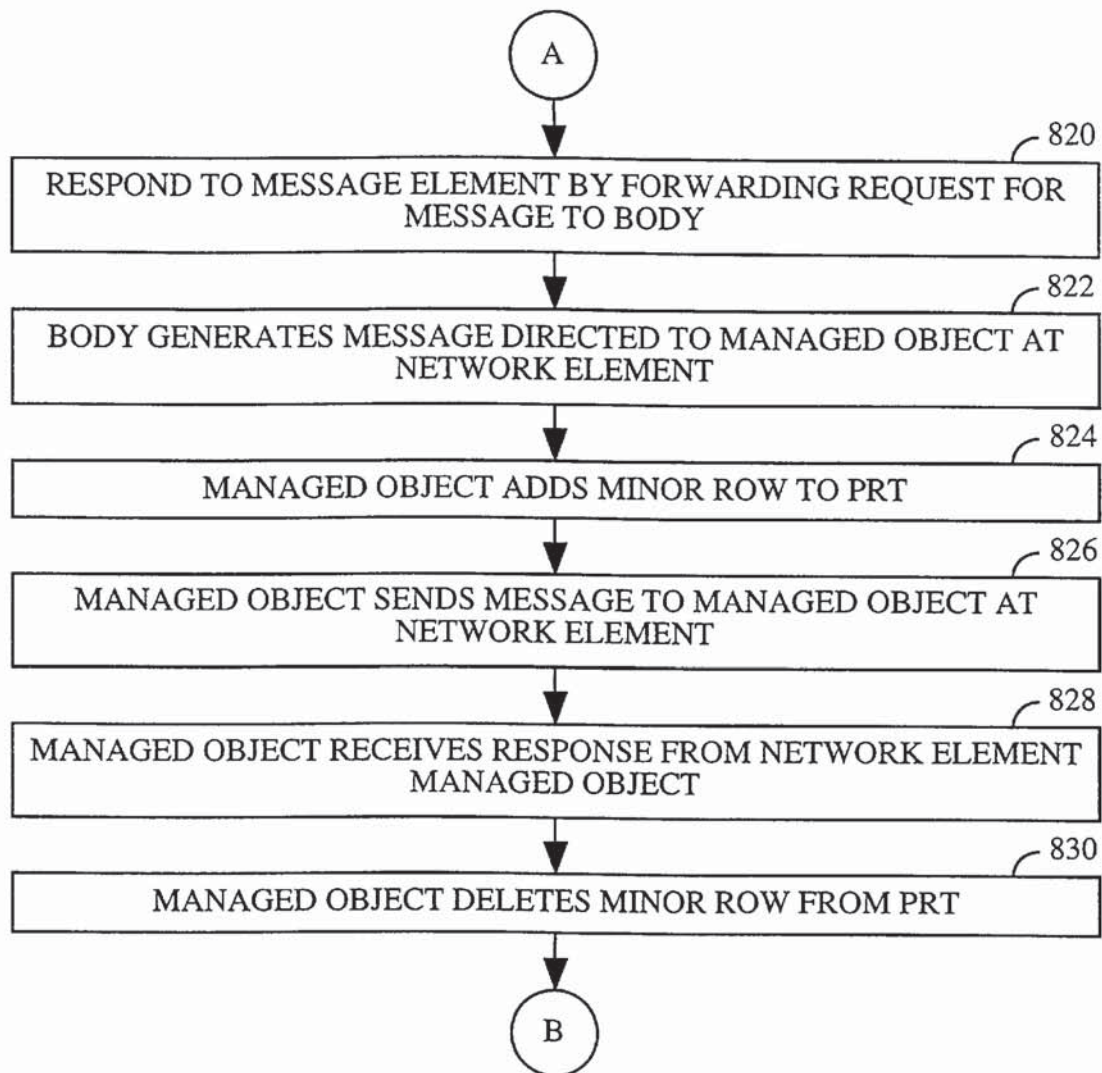 A
820
RESPOND TO MESSAGE ELEMENT BY FORWARDING REQUEST FOR
MESSAGE TO BODY
822
BODY GENERATES MESSAGE DIRECTED TO MANAGED OBJECT AT
NETWORK ELEMENT
824
MANAGED OBJECT ADDS MINOR ROW TO PRT
826
MANAGED OBJECT SENDS MESSAGE TO MANAGED OBJECT AT
NETWORK ELEMENT
828
MANAGED OBJECT RECEIVES RESPONSE FROM NETWORK ELEMENT
MANAGED OBJECT
830
MANAGED OBJECT DELETES MINOR ROW FROM PRT
B